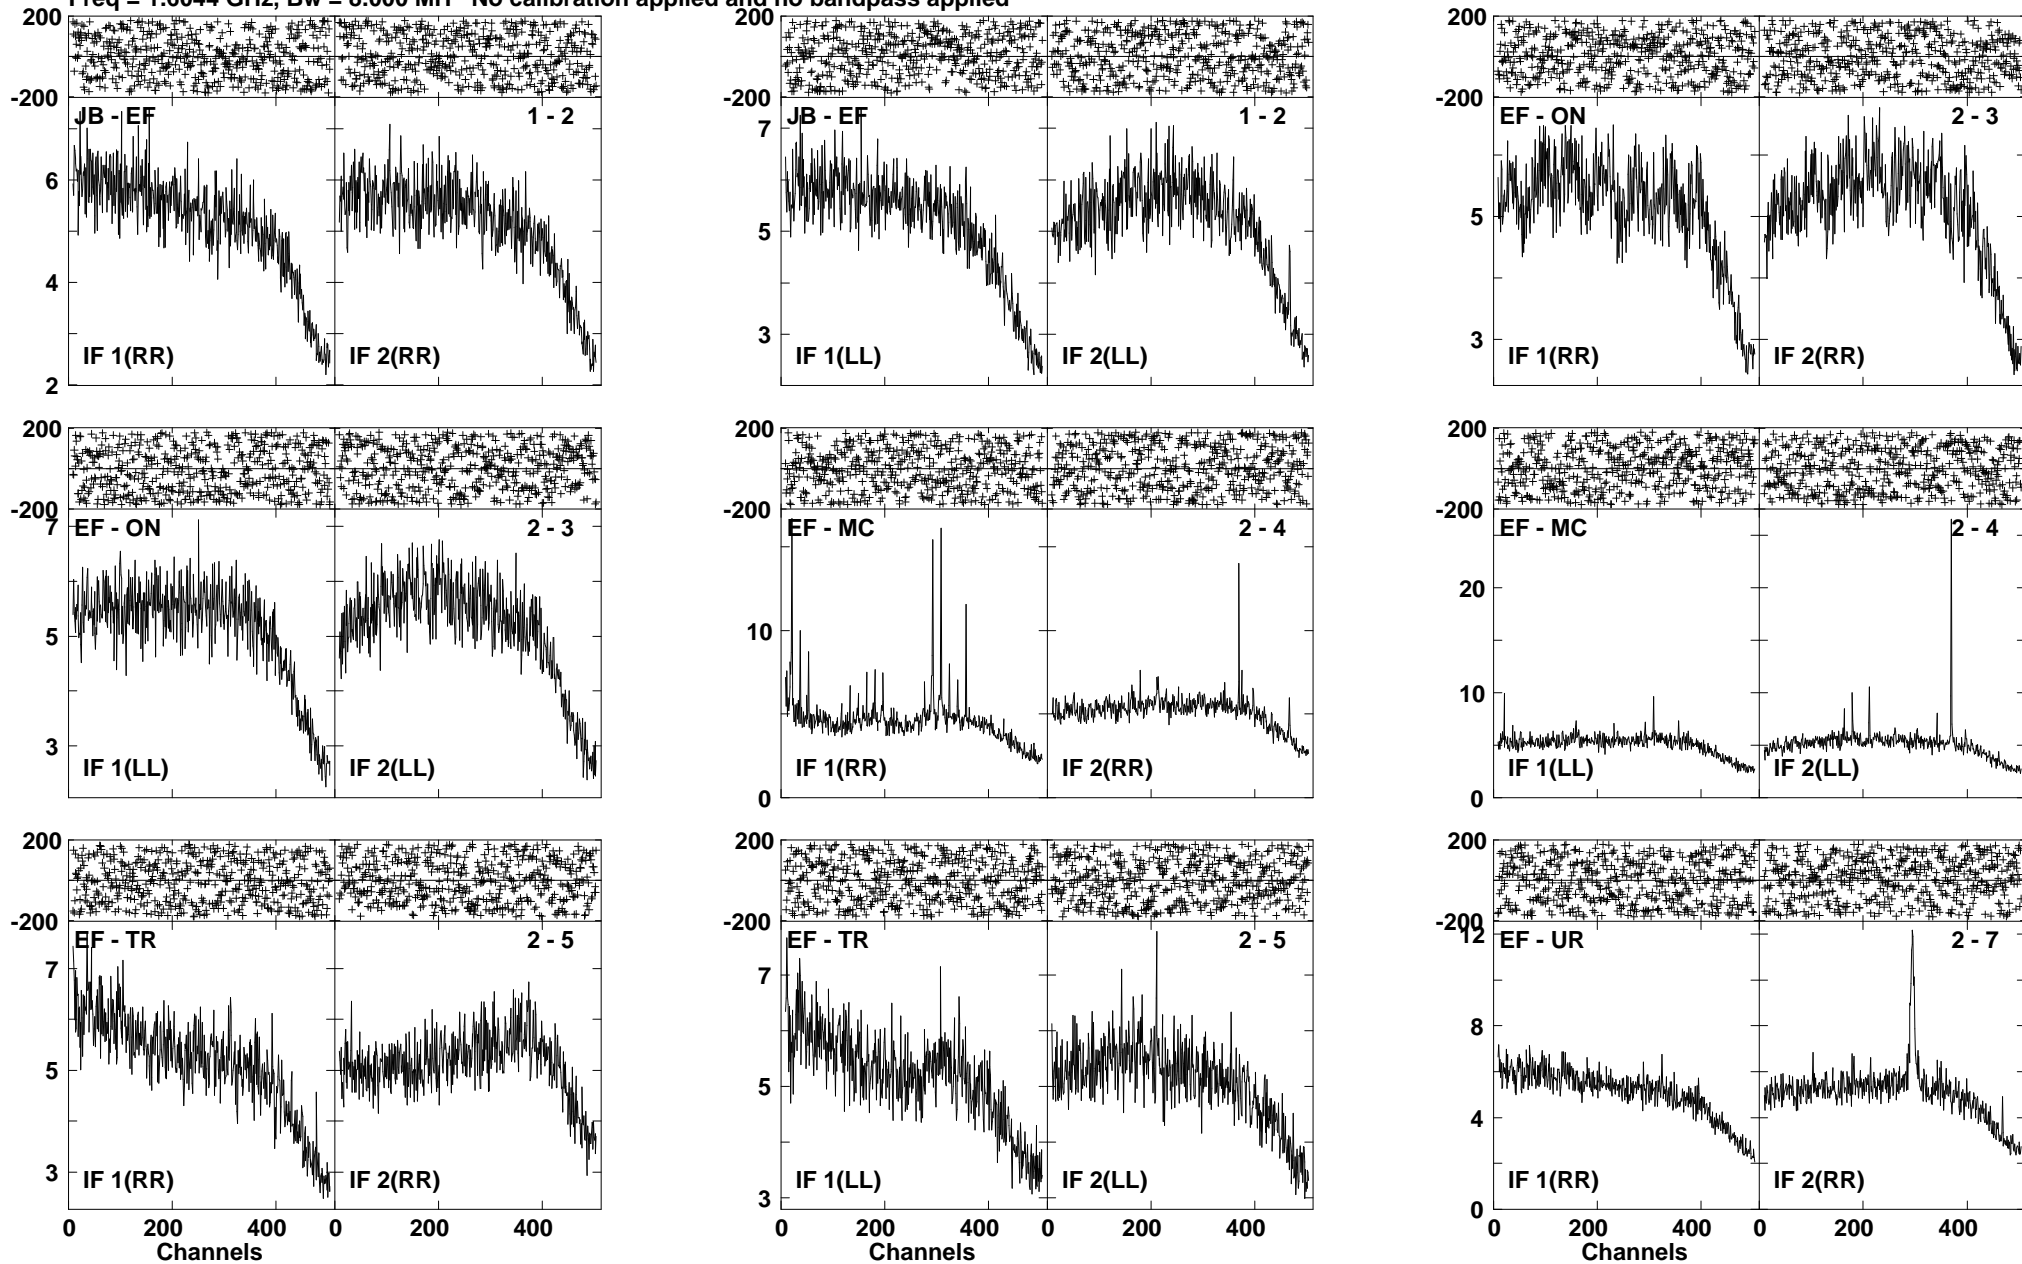 Freq = GHz, Bw = MH No calibration applied and no bandpass applied
200 200 200
-200 -200 -200
JB - EF 1 - 2 JB - EF 1 - 2 EF - ON 2 - 3
7
6
5 5
4
3 3
IF 1(RR) IF 2(RR) IF 1(LL) IF 2(LL) IF 1(RR) IF 2(RR)
2
200 200 200
-200 -200 -200
EF - ON 2 - 3 EF - MC 2 - 4 EF - MC 2 - 4
7
20
5 10
10
3
IF 1(LL) IF 2(LL) IF 1(RR) IF 2(RR) IF 1(LL) IF 2(LL)
0 0
200 200 200
-200 -200 -200
EF - TR 2 - 5 EF - TR 2 - 5 EF - UR 2 - 7
12
7 7
8
5 5
4
3 3
IF 1(RR) IF 2(RR) IF 1(LL) IF 2(LL) IF 1(RR) IF 2(RR)
0
0 200 400 0 200 400 0 200 400 0 200 400 0 200 400 0 200 400
Channels Channels Channels